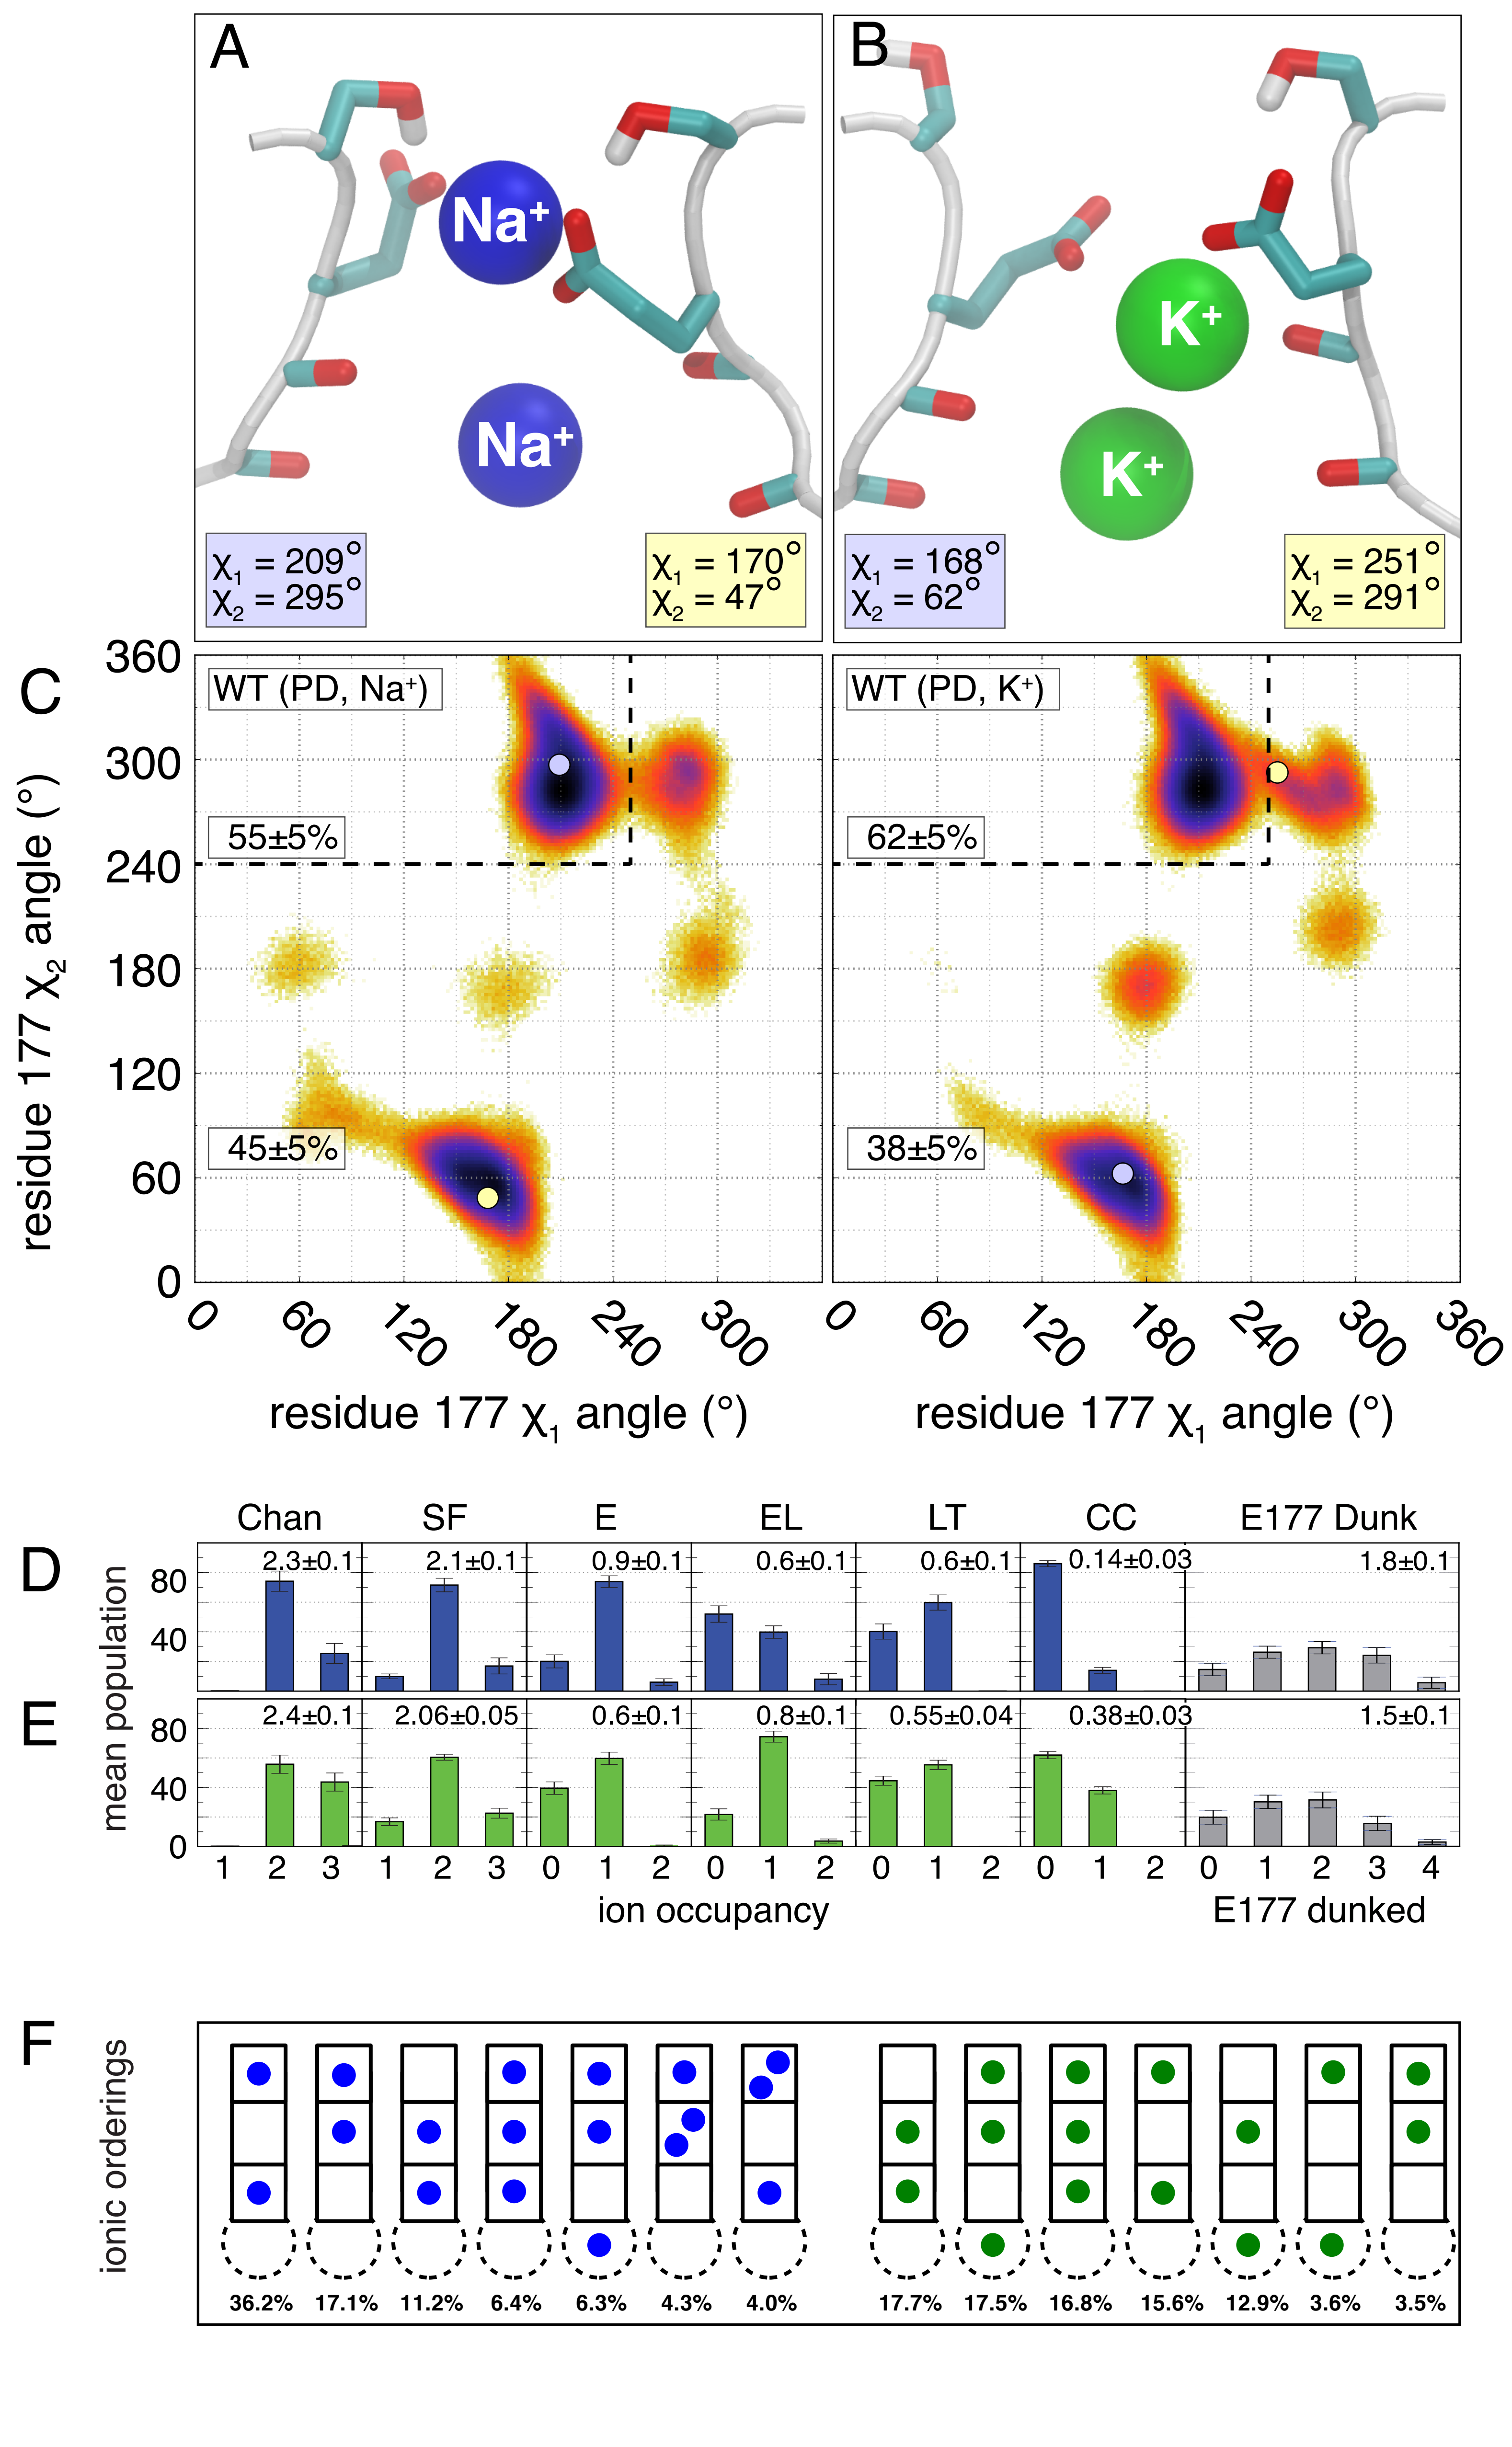 A
B
Na⁺
Na⁺
K⁺
K⁺
χ₁ = 209°
χ₂ = 295°
χ₁ = 170°
χ₂ = 47°
χ₁ = 168°
χ₂ = 62°
χ₁ = 251°
χ₂ = 291°
C
WT (PD, Na⁺)
WT (PD, K⁺)
55±5%
62±5%
45±5%
38±5%
residue 177 χ₂ angle (°)
360
300
240
180
120
60
0
0 60 120 180 240 300
0 60 120 180 240 300 360
residue 177 χ₁ angle (°)
residue 177 χ₁ angle (°)
Chan SF E EL LT CC E177 Dunk
D
2.3±0.1 2.1±0.1 0.9±0.1 0.6±0.1 0.6±0.1 0.14±0.03 1.8±0.1
80
40
mean population
E
2.4±0.1 2.06±0.05 0.6±0.1 0.8±0.1 0.55±0.04 0.38±0.03 1.5±0.1
80
40
0
1 2 3 1 2 3 0 1 2 0 1 2 0 1 2 0 1 2 0 1 2 3 4
ion occupancy
E177 dunked
F
ionic orderings
36.2% 17.1% 11.2% 6.4% 6.3% 4.3% 4.0% 17.7% 17.5% 16.8% 15.6% 12.9% 3.6% 3.5%